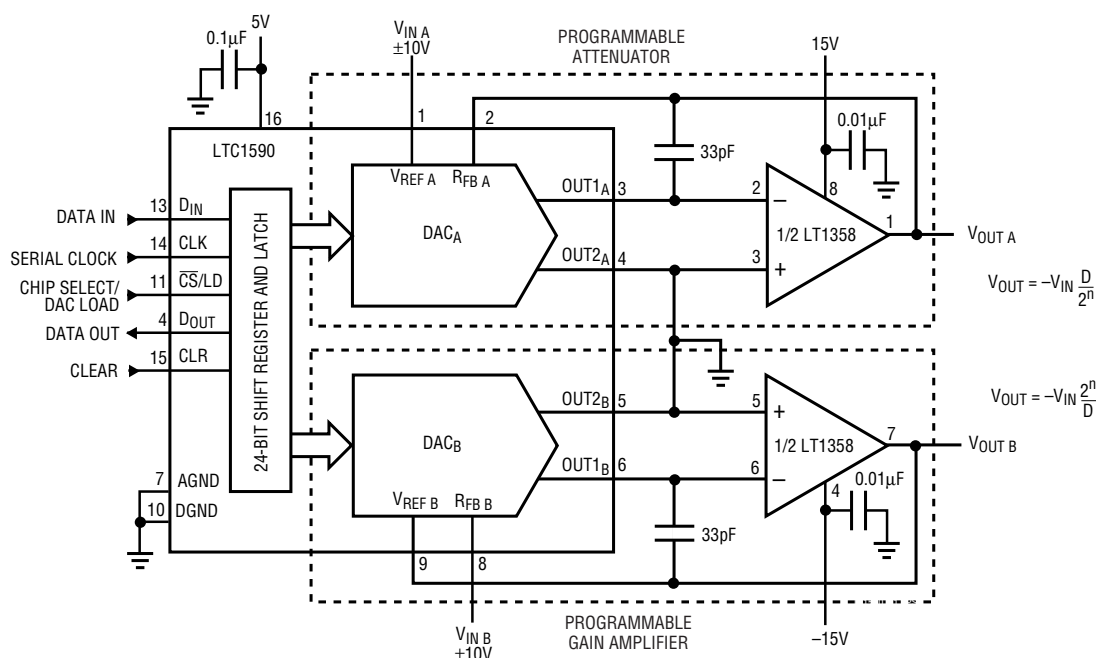 5V
0.1µF
16
LTC1590
V_IN A
±10V
1
2
PROGRAMMABLE
ATTENUATOR
15V
0.01µF
8
33pF
V_REF A
R_FB A
DAC_A
OUT1_A 3
OUT2_A 4
2
–
3
+
1/2 LT1358
1
V_OUT A
V_OUT = –V_IN D/2^n
DATA IN
13
D_IN
SERIAL CLOCK
14
CLK
CHIP SELECT/
DAC LOAD
11
C̅S̅/LD
DATA OUT
4
D_OUT
CLEAR
15
CLR
24-BIT SHIFT REGISTER AND LATCH
7
AGND
10
DGND
DAC_B
V_REF B
R_FB B
9
8
OUT2_B 5
OUT1_B 6
5
+
6
–
1/2 LT1358
7
V_OUT B
V_OUT = –V_IN 2^n/D
4
0.01µF
33pF
V_IN B
±10V
PROGRAMMABLE
GAIN AMPLIFIER
–15V